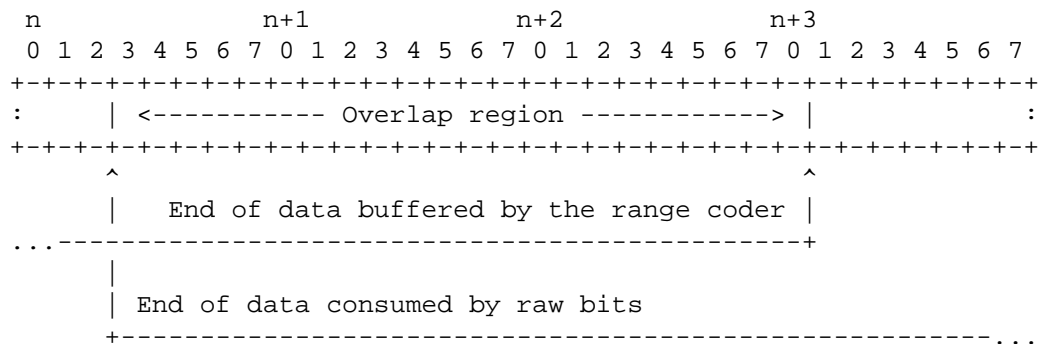 n               n+1             n+2             n+3
 0 1 2 3 4 5 6 7 0 1 2 3 4 5 6 7 0 1 2 3 4 5 6 7 0 1 2 3 4 5 6 7
+-+-+-+-+-+-+-+-+-+-+-+-+-+-+-+-+-+-+-+-+-+-+-+-+-+-+-+-+-+-+-+-+
:     | <----------- Overlap region ------------> |             :
+-+-+-+-+-+-+-+-+-+-+-+-+-+-+-+-+-+-+-+-+-+-+-+-+-+-+-+-+-+-+-+-+
      ^                                           ^
      |   End of data buffered by the range coder |
...-----------------------------------------------+
      |
      | End of data consumed by raw bits
      +-------------------------------------------------------...